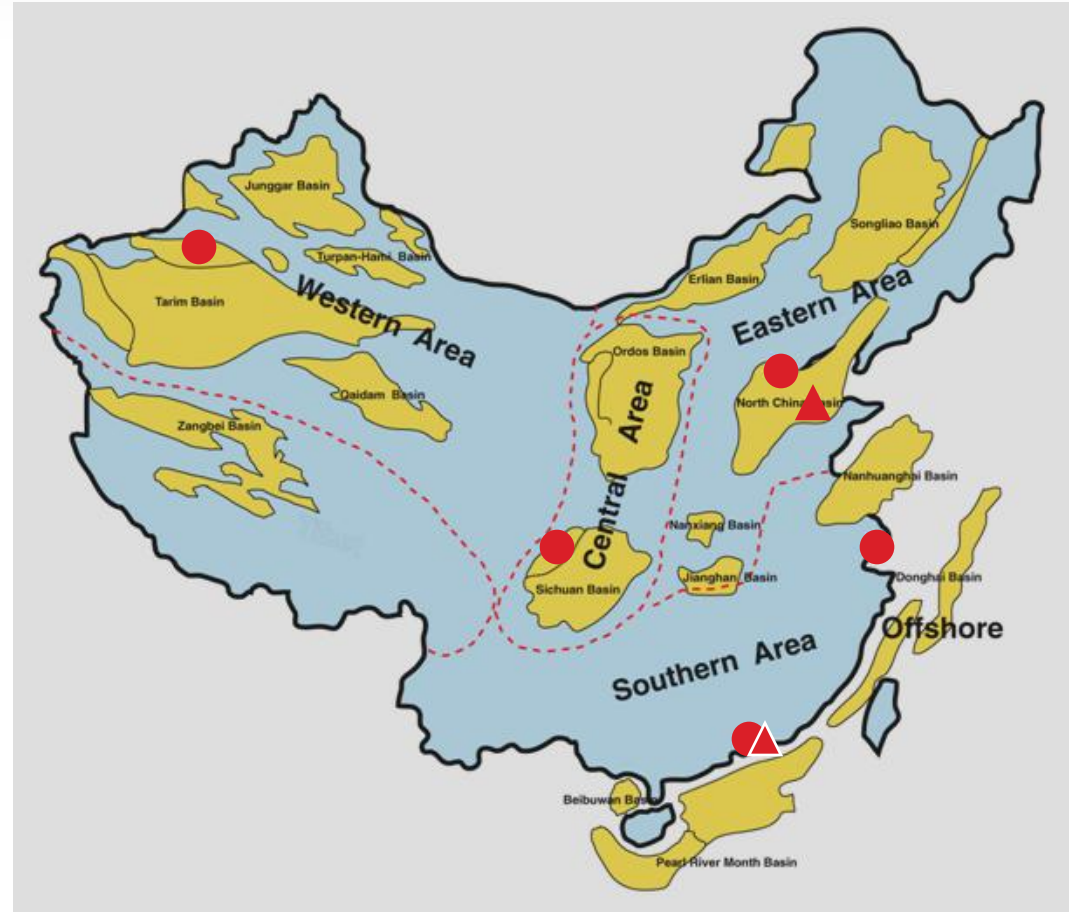 Junggar Basin
Songliao Basin
Turpan-Hami Basin
Erlian Basin
Tarim Basin
Western Area
Eastern Area
Ordos Basin
Qaidam Basin
North China Basin
Central Area
Zangbei Basin
Nanhuanghai Basin
Nanxiang Basin
Tibet
Jianghan Basin
Donghai Basin
Sichuan Basin
Offshore
Southern Area
Beibuwan Basin
Pearl River Month Basin